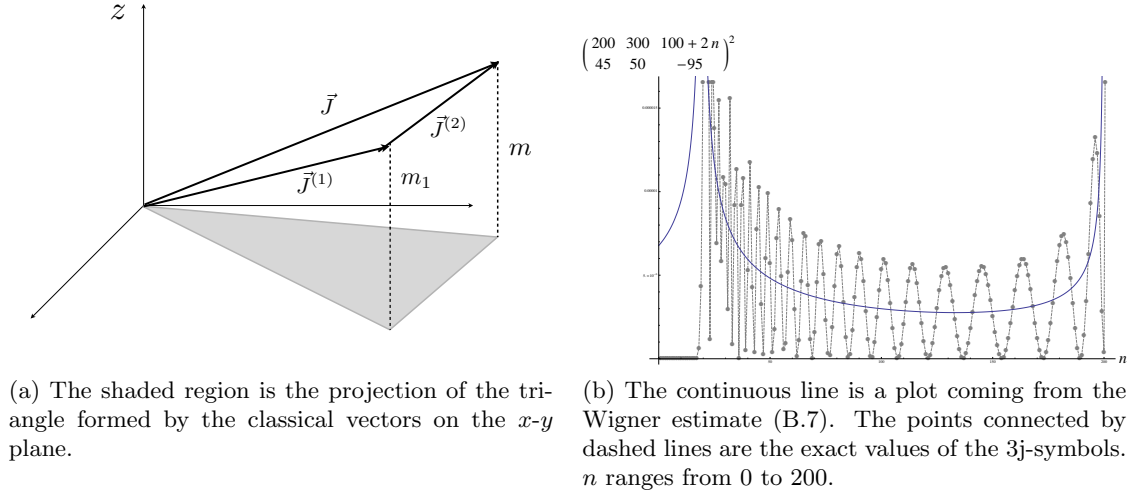 z
J⃗
J⃗(2)
J⃗(1)
m₁
m
(200 300 100 + 2 n)²
(45 50 −95)
n
(a) The shaded region is the projection of the tri-
angle formed by the classical vectors on the x-y
plane.
(b) The continuous line is a plot coming from the
Wigner estimate (B.7). The points connected by
dashed lines are the exact values of the 3j-symbols.
n ranges from 0 to 200.